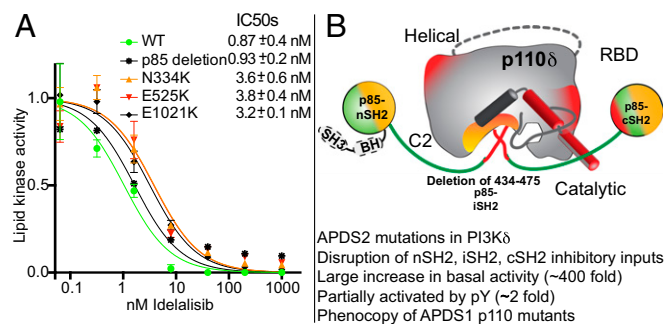 A
IC50s
WT 0.87 ±0.4 nM
p85 deletion 0.93 ±0.2 nM
N334K 3.6±0.6 nM
E525K 3.8±0.4 nM
E1021K 3.2±0.1 nM
Lipid kinase activity
1.0
0.5
0.0
0.1 1 10 100 1000
nM Idelalisib
B
Helical
p110δ
RBD
p85-
nSH2
p85-
cSH2
SH3
BH
C2
Deletion of 434-475
p85-
iSH2
Catalytic
APDS2 mutations in PI3Kδ
Disruption of nSH2, iSH2, cSH2 inhibitory inputs
Large increase in basal activity (~400 fold)
Partially activated by pY (~2 fold)
Phenocopy of APDS1 p110 mutants